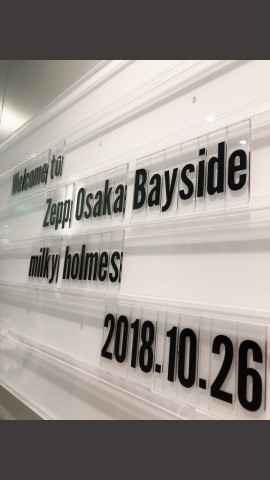 Welcome to
Zepp Osaka Bayside
milky holmes
2018.10.26